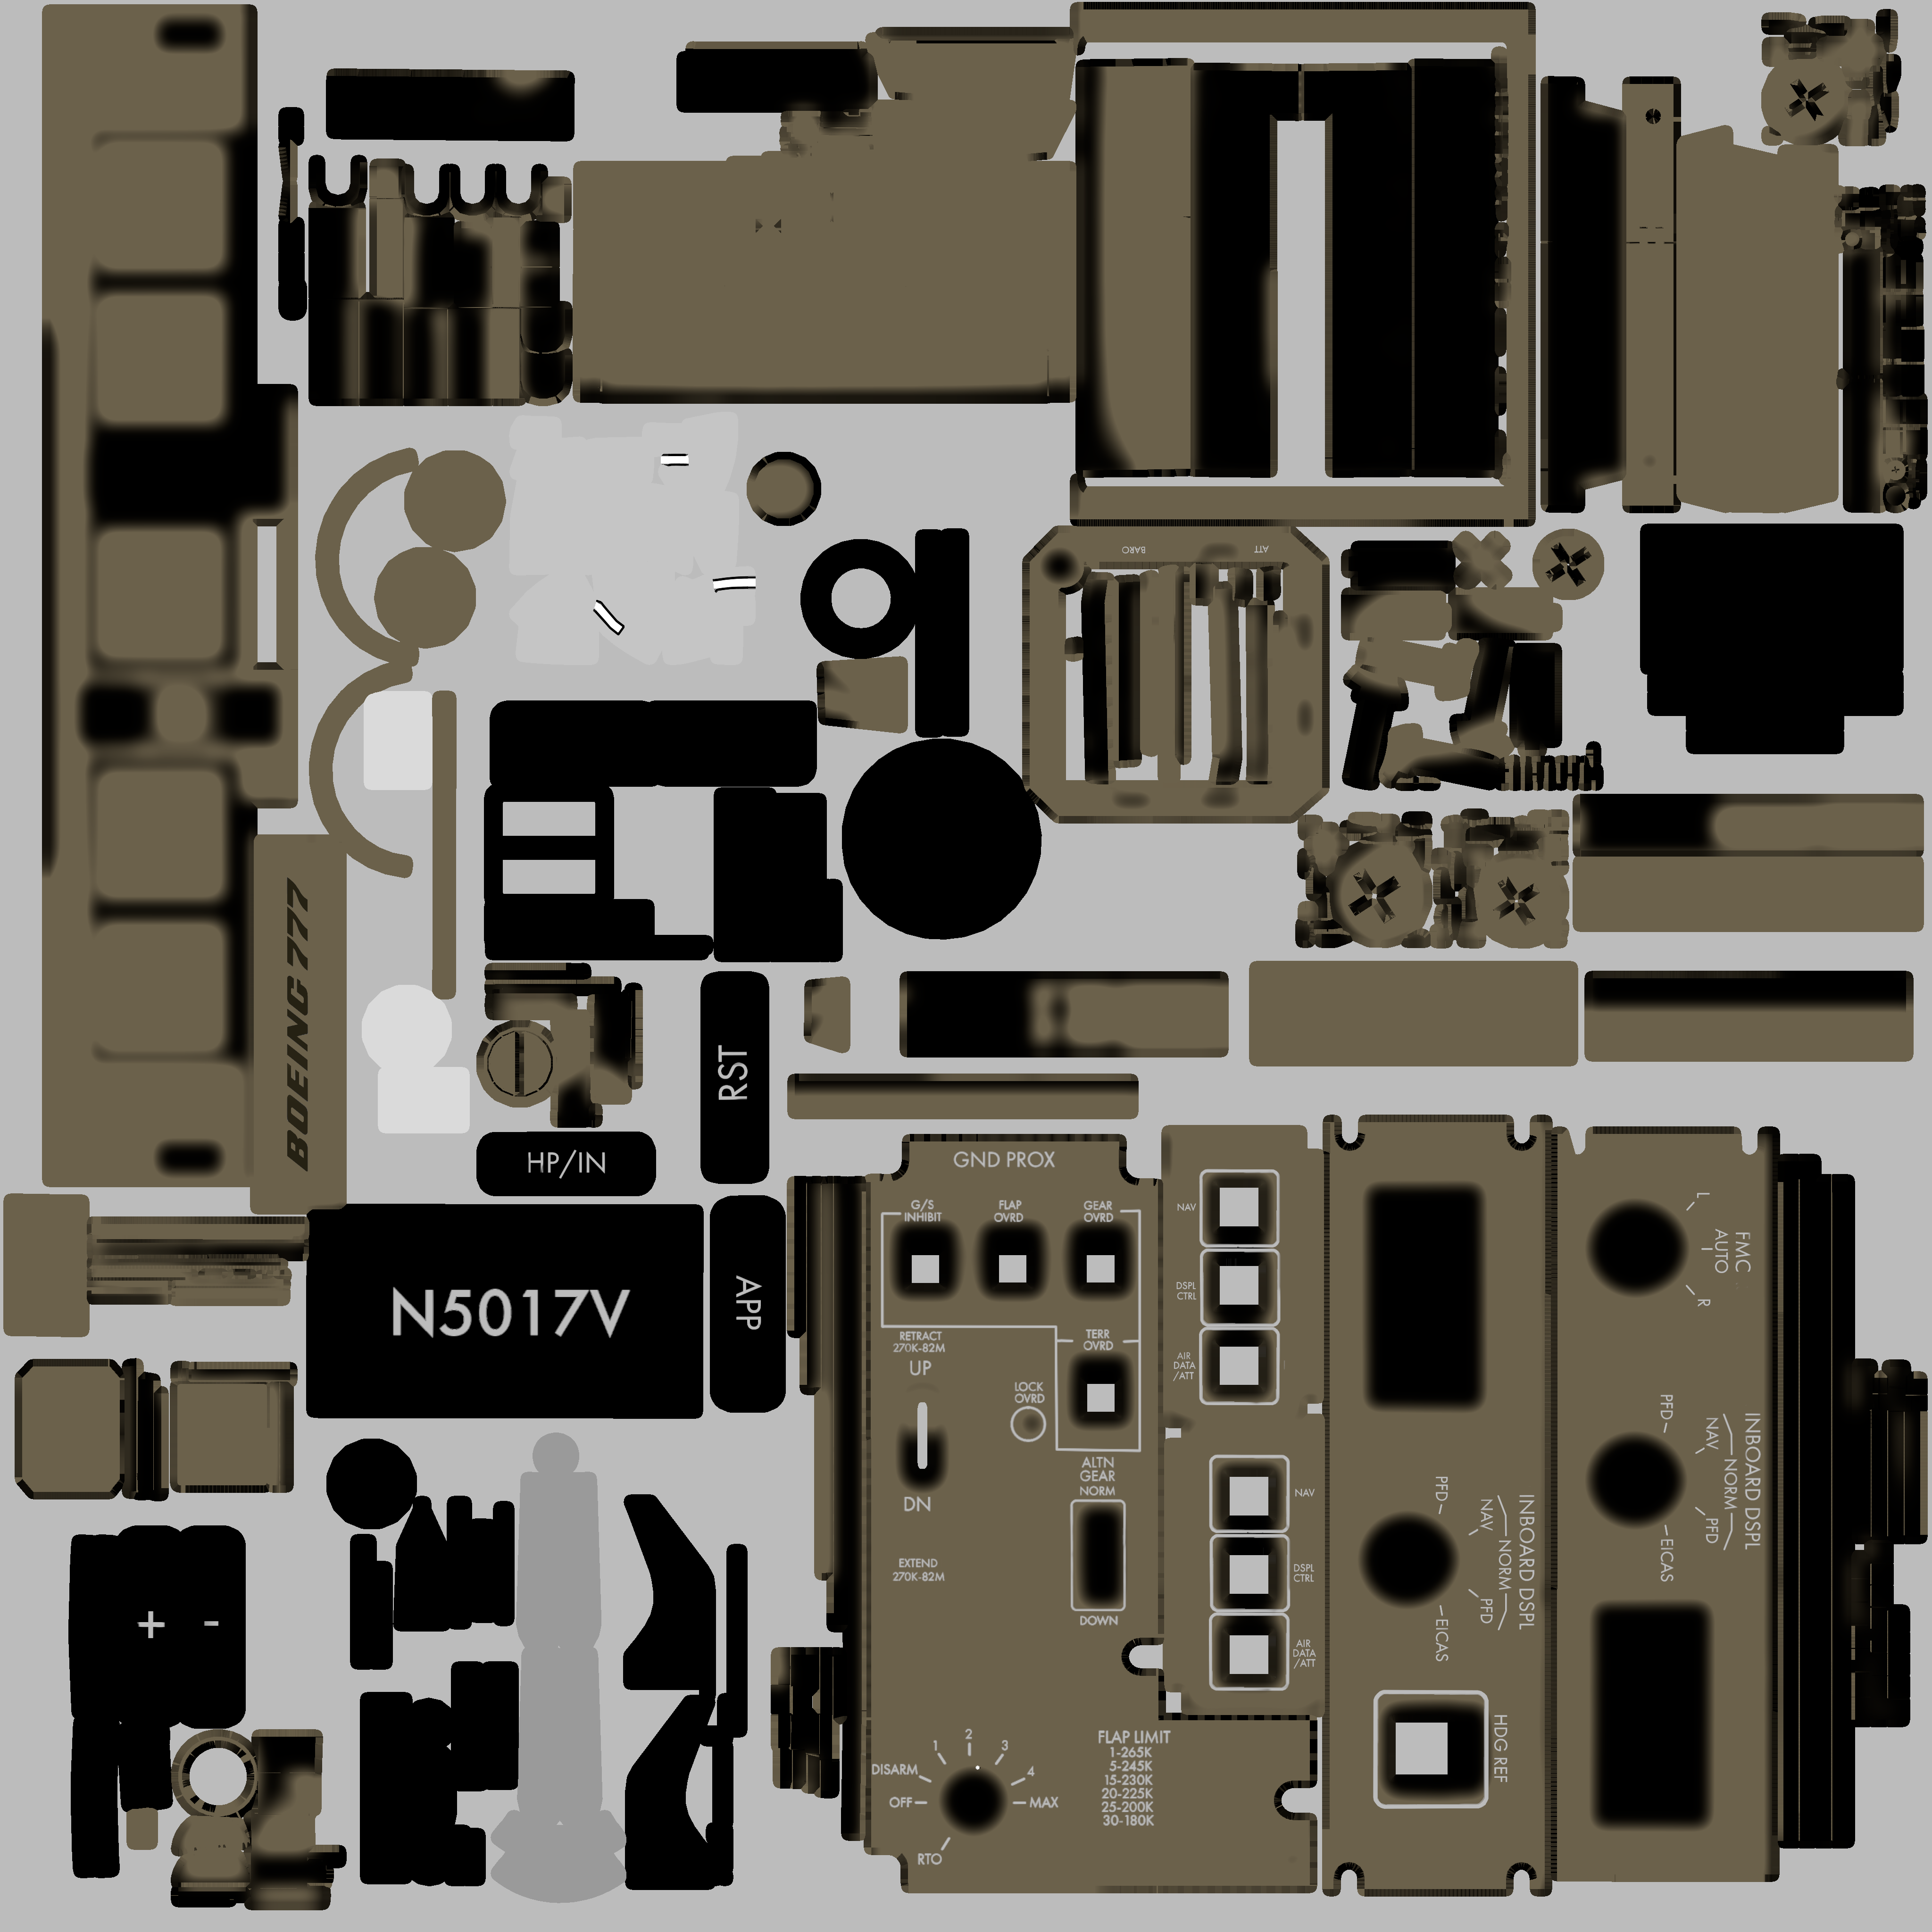 BARO
ATT
BOEING 777
RST
HP/IN
N5017V
APP
+ -
GND PROX
G/S
INHIBIT
FLAP
OVRD
GEAR
OVRD
RETRACT
270K-82M
UP
TERR
OVRD
LOCK
OVRD
DN
EXTEND
270K-82M
ALTN
GEAR
NORM
DOWN
DISARM
OFF
RTO
1
2
3
4
MAX
FLAP LIMIT
1-265K
5-245K
15-230K
20-225K
25-200K
30-180K
NAV
DSPL
CTRL
AIR
DATA
/ATT
NAV
DSPL
CTRL
AIR
DATA
/ATT
INBOARD DSPL
NORM
NAV
PFD
PFD
EICAS
HDG REF
FMC
L
AUTO
R
INBOARD DSPL
NORM
NAV
PFD
PFD
EICAS